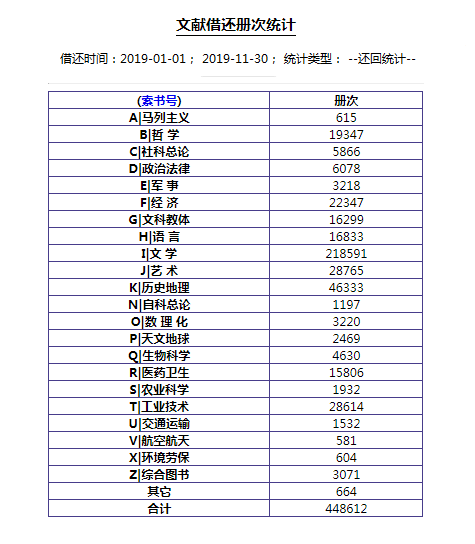 文献借还册次统计
借还时间：2019-01-01； 2019-11-30； 统计类型： --还回统计--
(索书号) 册次
A|马列主义 615
B|哲 学 19347
C|社科总论 5866
D|政治法律 6078
E|军 事 3218
F|经 济 22347
G|文科教体 16299
H|语 言 16833
I|文 学 218591
J|艺 术 28765
K|历史地理 46333
N|自科总论 1197
O|数 理 化 3220
P|天文地球 2469
Q|生物科学 4630
R|医药卫生 15806
S|农业科学 1932
T|工业技术 28614
U|交通运输 1532
V|航空航天 581
X|环境劳保 604
Z|综合图书 3071
其它 664
合计 448612